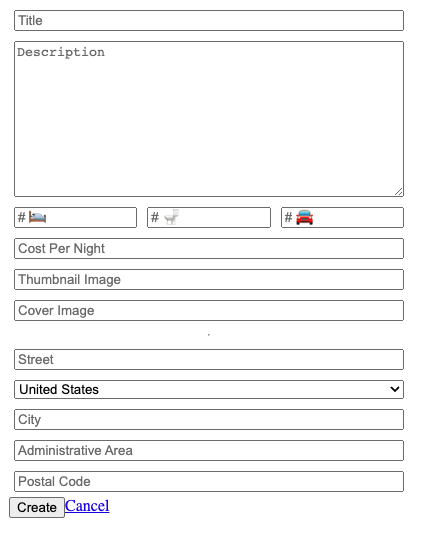 Title
Description
# 🛌 # 🚽 # 🚘
Cost Per Night
Thumbnail Image
Cover Image
Street
United States
City
Administrative Area
Postal Code
Create Cancel